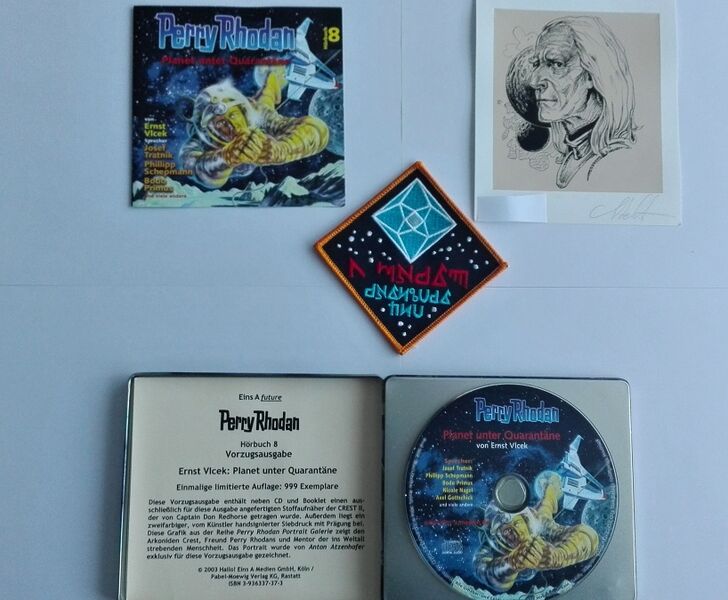 Perry Rhodan
Hörbuch 8
Planet unter Quarantäne
von
Ernst
Vlcek
Sprecher
Josef
Tratnik
Philipp
Schepmann
Bodo
Primus
und viele andere
Eins A future
Perry Rhodan
Hörbuch 8
Vorzugsausgabe
Ernst Vlcek: Planet unter Quarantäne
Einmalige limitierte Auflage: 999 Exemplare
Diese Vorzugsausgabe enthält neben CD und Booklet einen aus-
schließlich für diese Ausgabe angefertigten Stoffaufnäher der CREST II,
der von Captain Don Redhorse getragen wurde. Außerdem liegt ein
zweifarbiger, vom Künstler handsignierter Siebdruck mit Prägung bei.
Diese Grafik aus der Reihe Perry Rhodan Portrait Galerie zeigt den
Arkoniden Crest, Freund Perry Rhodans und Mentor der ins Weltall
strebenden Menschheit. Das Portrait wurde von Anton Atzenhofer
exklusiv für diese Vorzugsausgabe gezeichnet.
© 2003 Hallo! Eins A Medien GmbH, Köln /
Pabel-Moewig Verlag KG, Rastatt
ISBN 3-936337-37-3
Perry Rhodan
Planet unter Quarantäne
von Ernst Vlcek
Sprecher:
Josef Tratnik
Philipp Schepmann
Bodo Primus
Nicole Nagel
Axel Gottschick
und viele andere